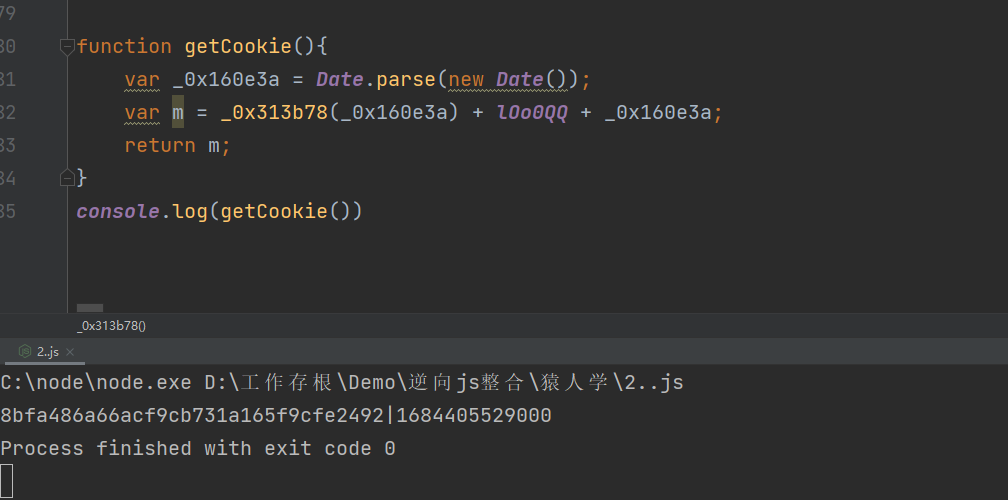 79
80 function getCookie(){
81 var _0x160e3a = Date.parse(new Date());
82 var m = _0x313b78(_0x160e3a) + lOo0QQ + _0x160e3a;
83 return m;
84 }
85 console.log(getCookie())
_0x313b78()
2..js ×
C:\node\node.exe D:\工作存根\Demo\逆向js整合\猿人学\2..js
8bfa486a66acf9cb731a165f9cfe2492|1684405529000
Process finished with exit code 0